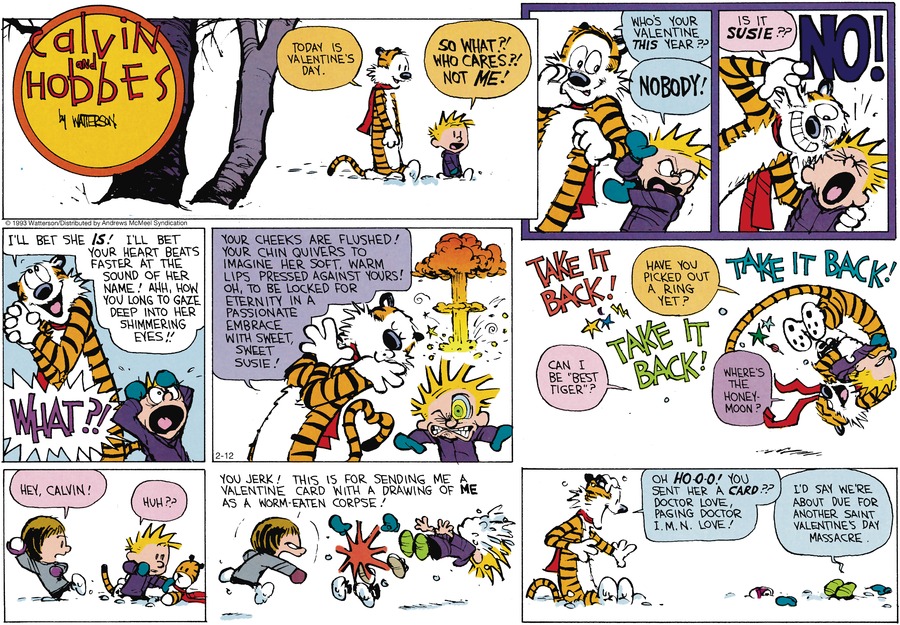 Calvin
and
HOBBES
by WATTERSON
TODAY IS
VALENTINE'S
DAY.
SO WHAT?!
WHO CARES?!
NOT ME!
WHO'S YOUR
VALENTINE
THIS YEAR??
NOBODY!
IS IT
SUSIE??
NO!
© 1993 Watterson/Distributed by Andrews McMeel Syndication
I'LL BET SHE IS! I'LL BET
YOUR HEART BEATS
FASTER AT THE
SOUND OF HER
NAME! AHH, HOW
YOU LONG TO GAZE
DEEP INTO HER
SHIMMERING
EYES!!
WHAT?!
YOUR CHEEKS ARE FLUSHED!
YOUR CHIN QUIVERS TO
IMAGINE HER SOFT, WARM
LIPS PRESSED AGAINST YOURS!
OH, TO BE LOCKED FOR
ETERNITY IN A
PASSIONATE
EMBRACE
WITH SWEET,
SWEET
SUSIE!
2-12
TAKE IT
BACK!
HAVE YOU
PICKED OUT
A RING
YET?
TAKE IT BACK!
TAKE IT
BACK!
CAN I
BE "BEST
TIGER"?
WHERE'S
THE
HONEY-
MOON?
HEY, CALVIN!
HUH??
YOU JERK! THIS IS FOR SENDING ME A
VALENTINE CARD WITH A DRAWING OF ME
AS A WORM-EATEN CORPSE!
OH HO-O-O! YOU
SENT HER A CARD??
DOCTOR LOVE,
PAGING DOCTOR
I.M.N. LOVE!
I'D SAY WE'RE
ABOUT DUE FOR
ANOTHER SAINT
VALENTINE'S DAY
MASSACRE.